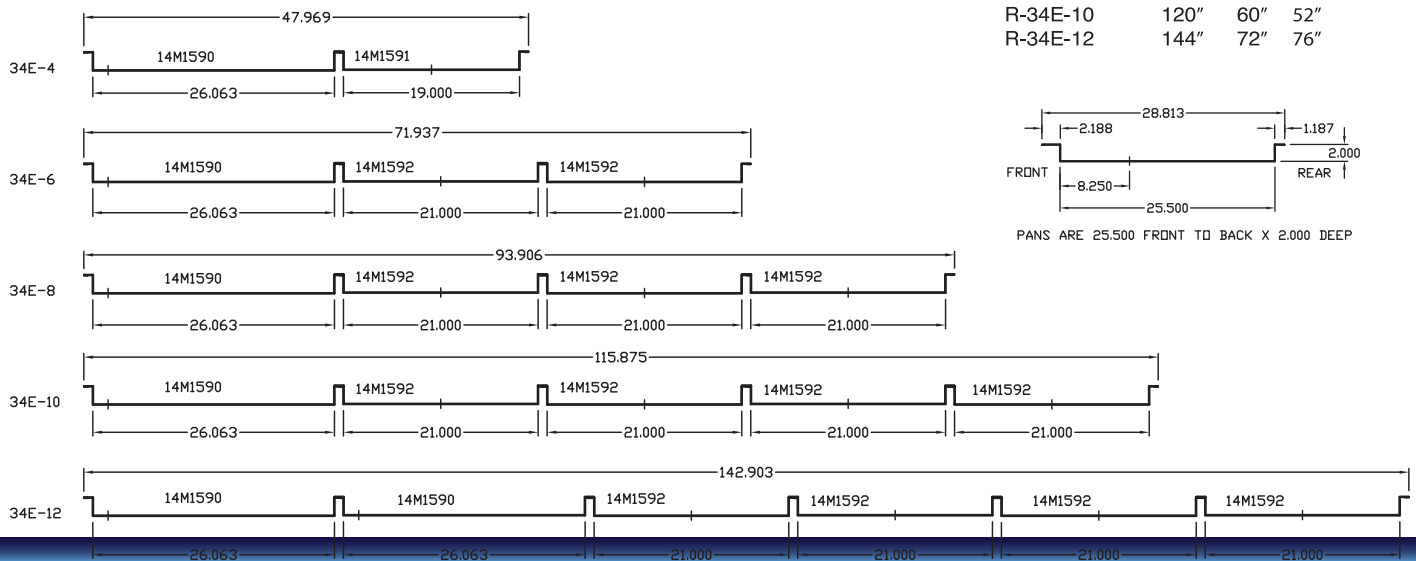 R-34E-10 120″ 60″ 52″
R-34E-12 144″ 72″ 76″
47.969
34E-4 14M1590 14M1591
26.063 19.000
71.937
34E-6 14M1590 14M1592 14M1592
26.063 21.000 21.000
28.813
2.188 1.187
2.000
FRONT REAR
8.250
25.500
PANS ARE 25.500 FRONT TO BACK X 2.000 DEEP
93.906
34E-8 14M1590 14M1592 14M1592 14M1592
26.063 21.000 21.000 21.000
115.875
34E-10 14M1590 14M1592 14M1592 14M1592 14M1592
26.063 21.000 21.000 21.000 21.000
142.903
34E-12 14M1590 14M1590 14M1592 14M1592 14M1592 14M1592
26.063 26.063 21.000 21.000 21.000 21.000